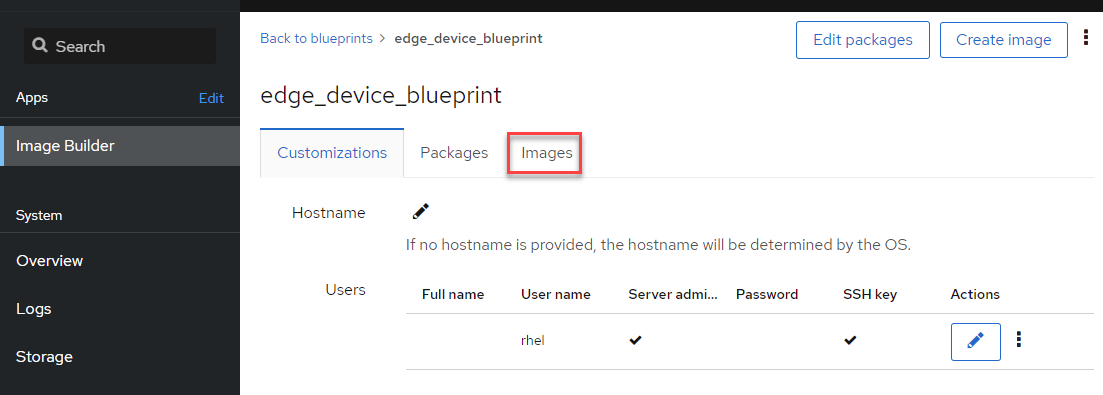 Search
Apps Edit
Image Builder
System
Overview
Logs
Storage
Back to blueprints > edge_device_blueprint
Edit packages
Create image
edge_device_blueprint
Customizations Packages Images
Hostname
If no hostname is provided, the hostname will be determined by the OS.
Users
Full name User name Server admi... Password SSH key Actions
rhel